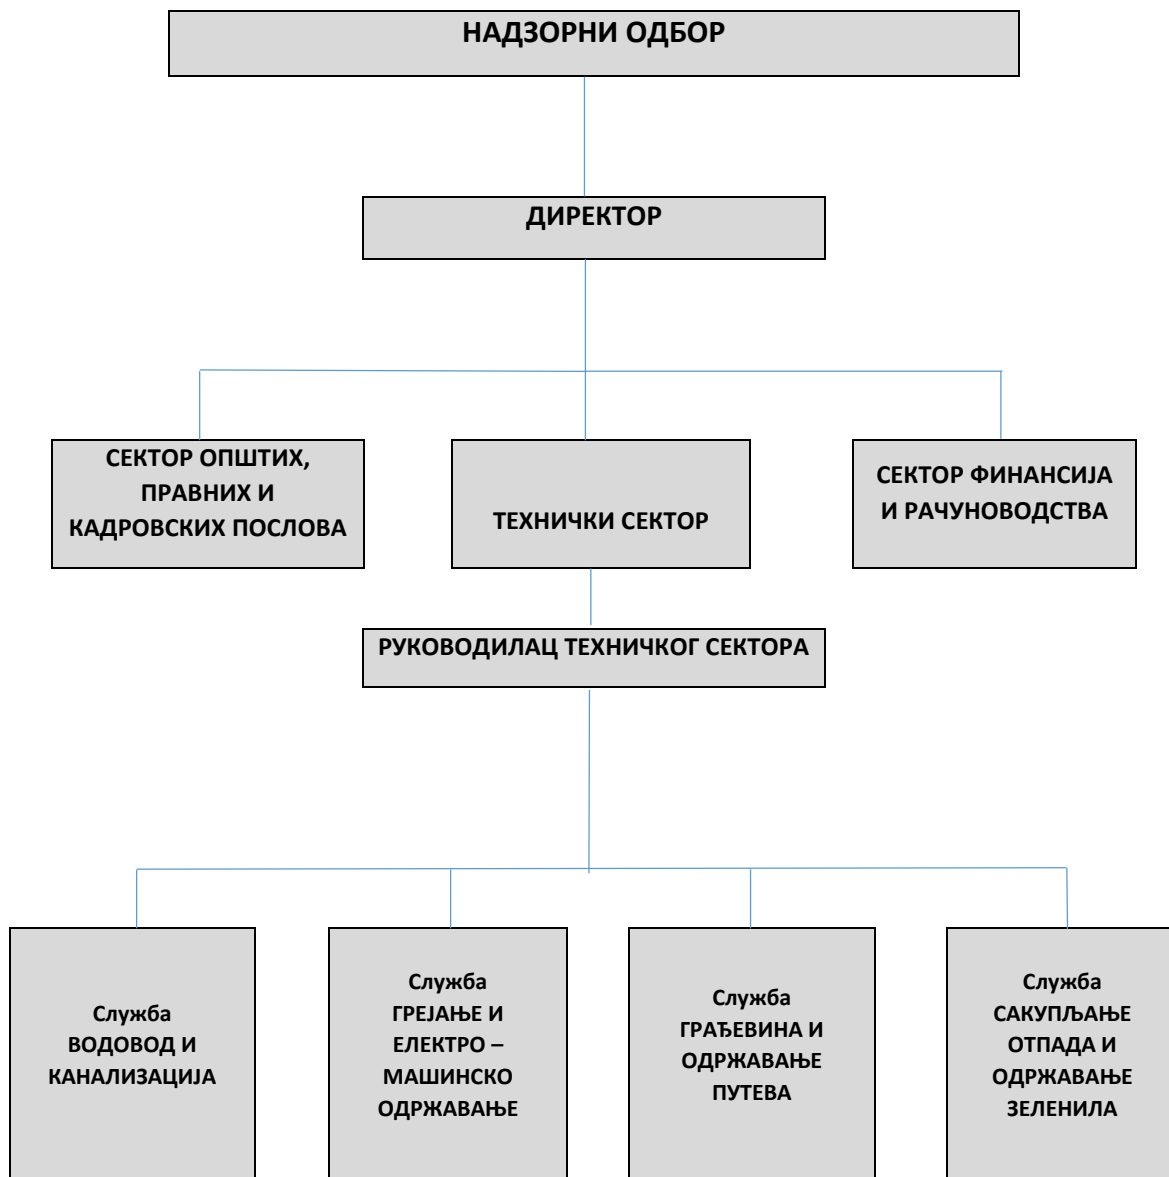 НАДЗОРНИ ОДБОР
ДИРЕКТОР
СЕКТОР ОПШТИХ,
ПРАВНИХ И
КАДРОВСКИХ ПОСЛОВА
ТЕХНИЧКИ СЕКТОР
СЕКТОР ФИНАНСИЈА
И РАЧУНОВОДСТВА
РУКОВОДИЛАЦ ТЕХНИЧКОГ СЕКТОРА
Служба
ВОДОВОД И
КАНАЛИЗАЦИЈА
Служба
ГРЕЈАЊЕ И
ЕЛЕКТРО –
МАШИНСКО
ОДРЖАВАЊЕ
Служба
ГРАЂЕВИНА И
ОДРЖАВАЊЕ
ПУТЕВА
Служба
САКУПЉАЊЕ
ОТПАДА И
ОДРЖАВАЊЕ
ЗЕЛЕНИЛА